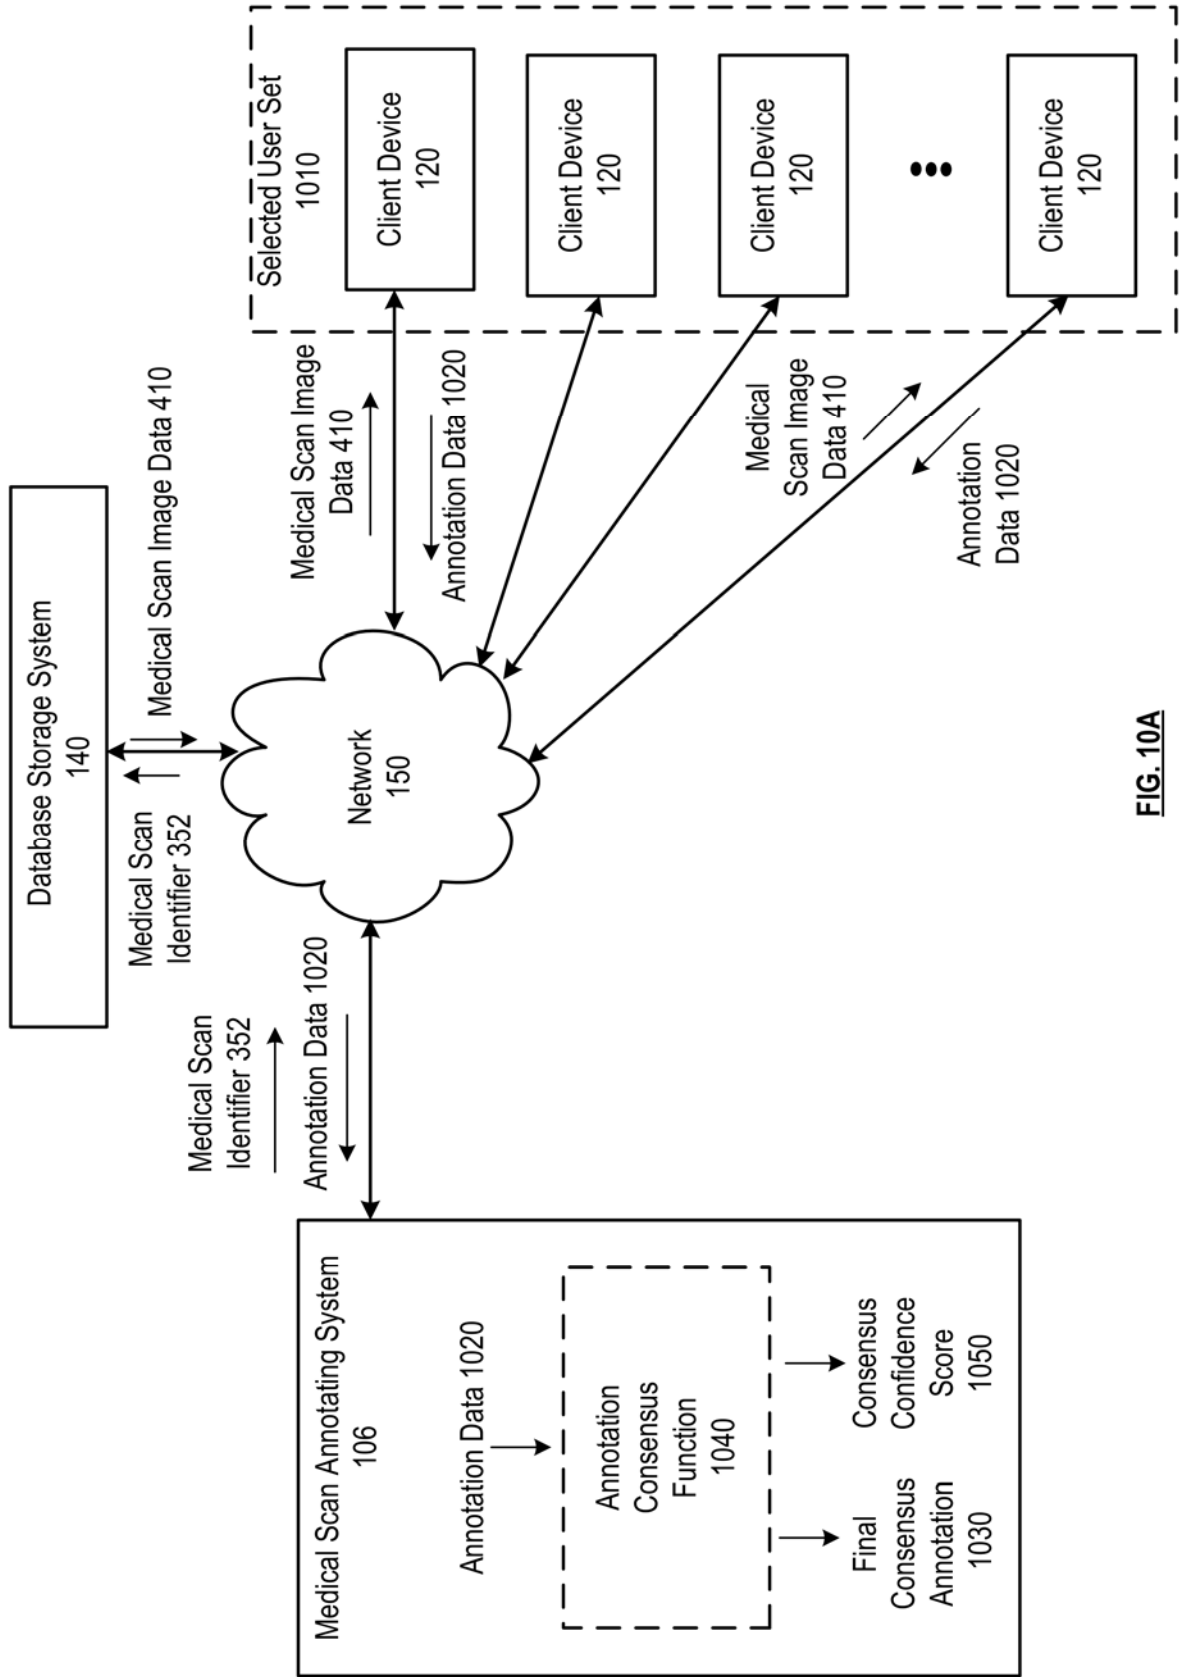 Database Storage System
140
Medical Scan
Identifier 352
Medical Scan Image Data 410
Medical Scan
Identifier 352
Annotation Data 1020
Network
150
Medical Scan Image
Data 410
Annotation Data 1020
Selected User Set
1010
Client Device
120
Client Device
120
Client Device
120
Client Device
120
Medical
Scan Image
Data 410
Annotation
Data 1020
Medical Scan Annotating System
106
Annotation Data 1020
Annotation
Consensus
Function
1040
Final
Consensus
Annotation
1030
Consensus
Confidence
Score
1050
FIG. 10A